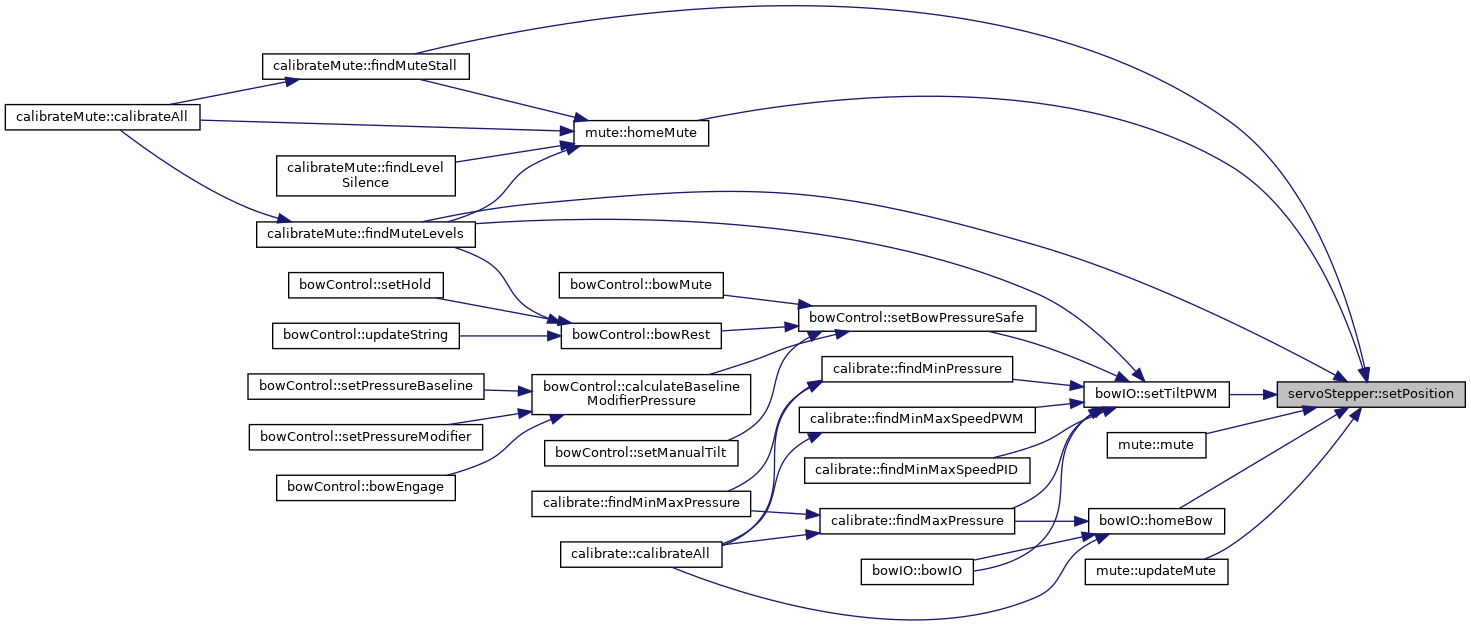 calibrateMute::findMuteStall
calibrateMute::calibrateAll
mute::homeMute
calibrateMute::findLevel
Silence
calibrateMute::findMuteLevels
bowControl::setHold
bowControl::bowMute
bowControl::setBowPressureSafe
bowControl::updateString
bowControl::bowRest
calibrate::findMinPressure
bowControl::setPressureBaseline
bowControl::calculateBaseline
ModifierPressure
bowIO::setTiltPWM
servoStepper::setPosition
calibrate::findMinMaxSpeedPWM
bowControl::setPressureModifier
mute::mute
bowControl::setManualTilt
calibrate::findMinMaxSpeedPID
bowControl::bowEngage
calibrate::findMinMaxPressure
calibrate::findMaxPressure
bowIO::homeBow
calibrate::calibrateAll
bowIO::bowIO
mute::updateMute